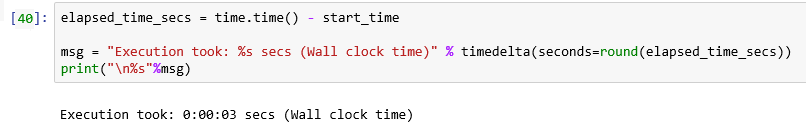 [40]: elapsed_time_secs = time.time() - start_time
msg = "Execution took: %s secs (Wall clock time)" % timedelta(seconds=round(elapsed_time_secs))
print("\n%s"%msg)
Execution took: 0:00:03 secs (Wall clock time)